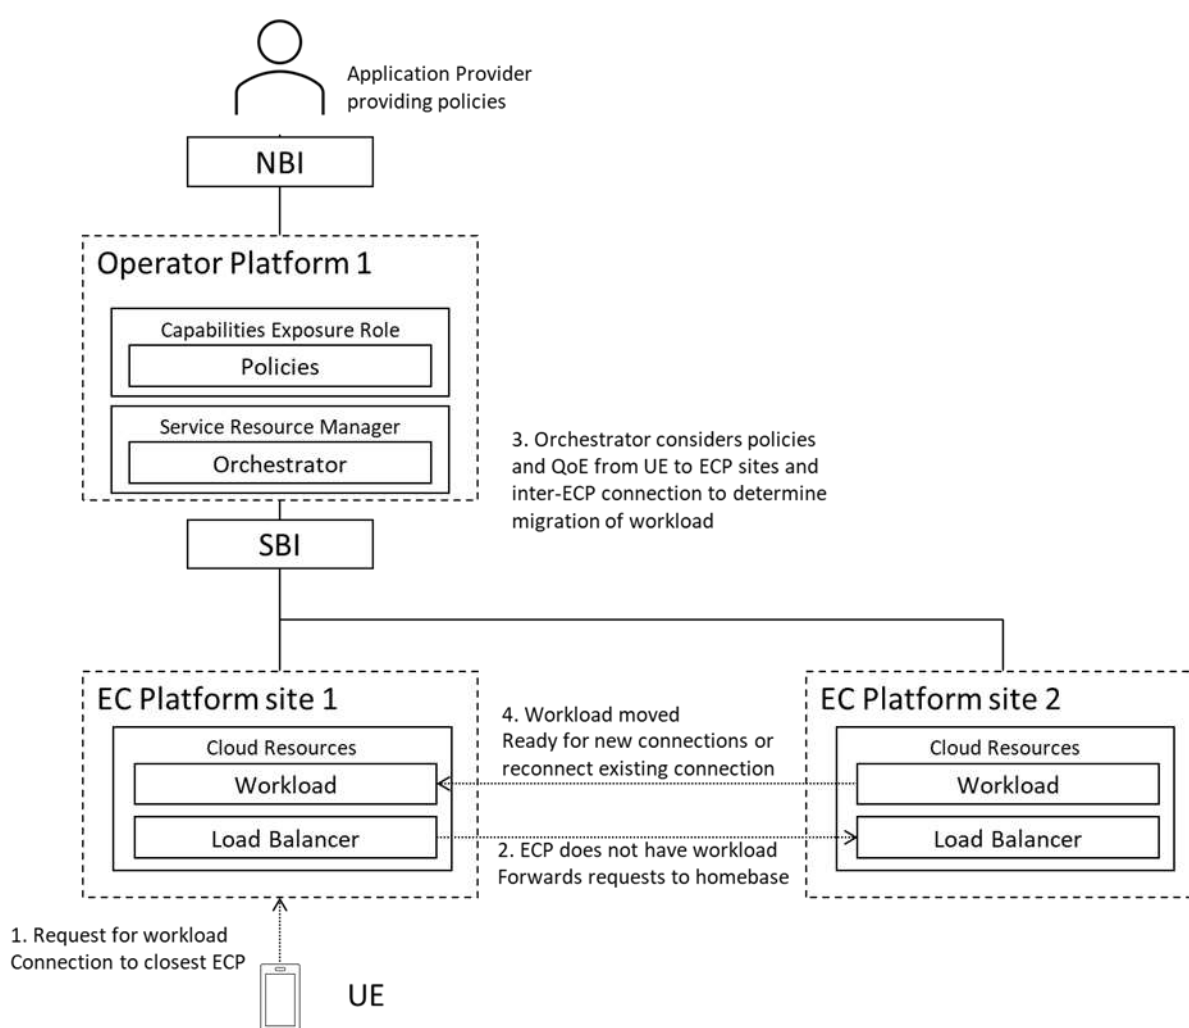 Application Provider
providing policies
NBI
Operator Platform 1
Capabilities Exposure Role
Policies
Service Resource Manager
Orchestrator
3. Orchestrator considers policies
and QoE from UE to ECP sites and
inter-ECP connection to determine
migration of workload
SBI
EC Platform site 1
Cloud Resources
Workload
Load Balancer
4. Workload moved
Ready for new connections or
reconnect existing connection
2. ECP does not have workload
Forwards requests to homebase
EC Platform site 2
Cloud Resources
Workload
Load Balancer
1. Request for workload
Connection to closest ECP
UE